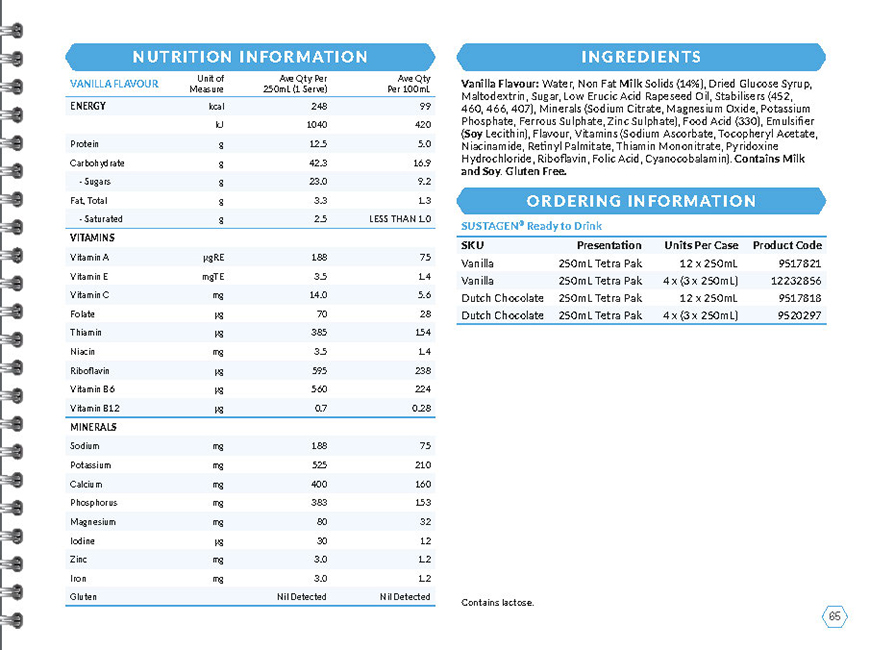 NUTRITION INFORMATION
VANILLA FLAVOUR Unit of Measure Ave Qty Per 250mL (1 Serve) Ave Qty Per 100mL
ENERGY kcal 248 99
kJ 1040 420
Protein g 12.5 5.0
Carbohydrate g 42.3 16.9
- Sugars g 23.0 9.2
Fat, Total g 3.3 1.3
- Saturated g 2.5 LESS THAN 1.0
VITAMINS
Vitamin A µgRE 188 75
Vitamin E mgTE 3.5 1.4
Vitamin C mg 14.0 5.6
Folate µg 70 28
Thiamin µg 385 154
Niacin mg 3.5 1.4
Riboflavin µg 595 238
Vitamin B6 µg 560 224
Vitamin B12 µg 0.7 0.28
MINERALS
Sodium mg 188 75
Potassium mg 525 210
Calcium mg 400 160
Phosphorus mg 383 153
Magnesium mg 80 32
Iodine µg 30 12
Zinc mg 3.0 1.2
Iron mg 3.0 1.2
Gluten Nil Detected Nil Detected
INGREDIENTS
Vanilla Flavour: Water, Non Fat Milk Solids (14%), Dried Glucose Syrup,
Maltodextrin, Sugar, Low Erucic Acid Rapeseed Oil, Stabilisers (452,
460, 466, 407), Minerals (Sodium Citrate, Magnesium Oxide, Potassium
Phosphate, Ferrous Sulphate, Zinc Sulphate), Food Acid (330), Emulsifier
(Soy Lecithin), Flavour, Vitamins (Sodium Ascorbate, Tocopheryl Acetate,
Niacinamide, Retinyl Palmitate, Thiamin Mononitrate, Pyridoxine
Hydrochloride, Riboflavin, Folic Acid, Cyanocobalamin). Contains Milk
and Soy. Gluten Free.
ORDERING INFORMATION
SUSTAGEN® Ready to Drink
SKU Presentation Units Per Case Product Code
Vanilla 250mL Tetra Pak 12 x 250mL 9517821
Vanilla 250mL Tetra Pak 4 x (3 x 250mL) 12232856
Dutch Chocolate 250mL Tetra Pak 12 x 250mL 9517818
Dutch Chocolate 250mL Tetra Pak 4 x (3 x 250mL) 9520297
Contains lactose.
65